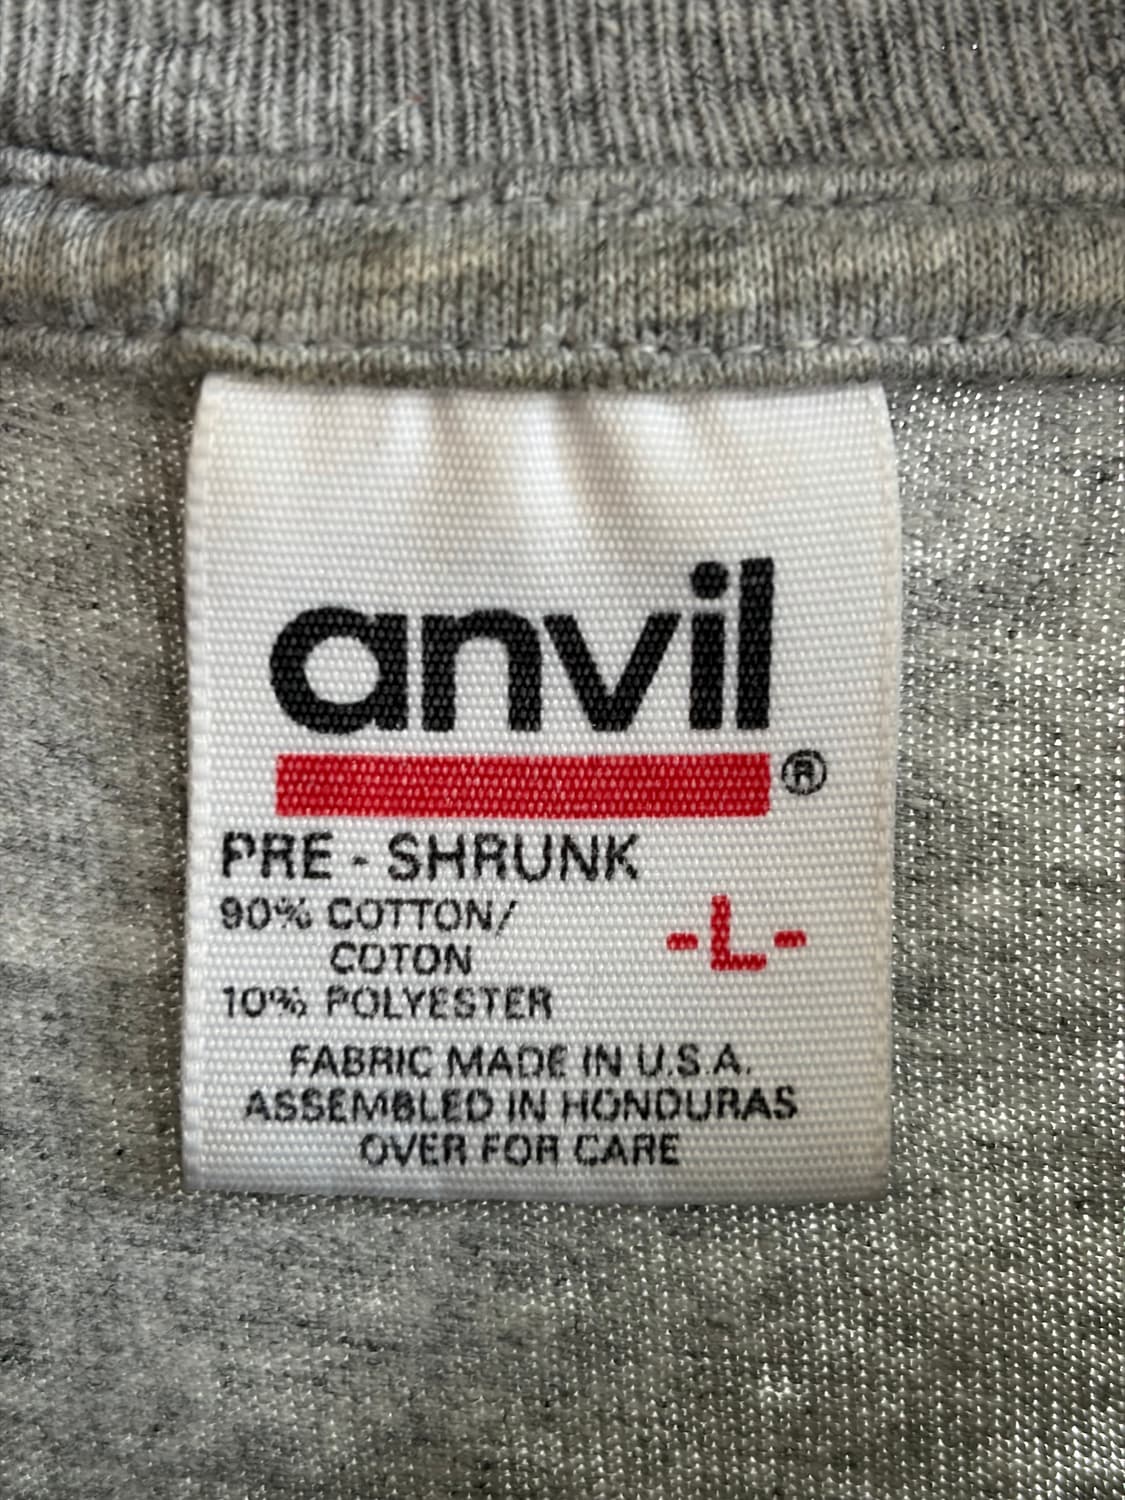 anvil
®
PRE - SHRUNK
90% COTTON/
COTON
-L-
10% POLYESTER
FABRIC MADE IN U.S.A.
ASSEMBLED IN HONDURAS
OVER FOR CARE